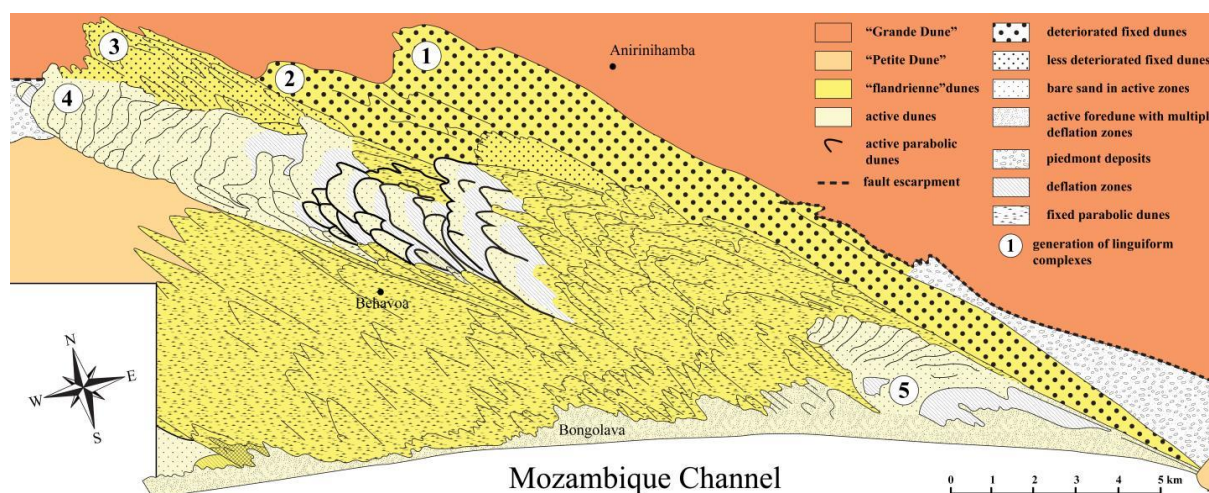 3
1
2
4
5
Anirinihamba
Behavoa
Bongolava
Mozambique Channel
N
E
W
S
"Grande Dune"
"Petite Dune"
"flandrienne"dunes
active dunes
active parabolic
dunes
fault escarpment
deteriorated fixed dunes
less deteriorated fixed dunes
bare sand in active zones
active foredune with multipl
deflation zones
piedmont deposits
deflation zones
fixed parabolic dunes
1
generation of linguiform
complexes
0 1 2 3 4 5 km